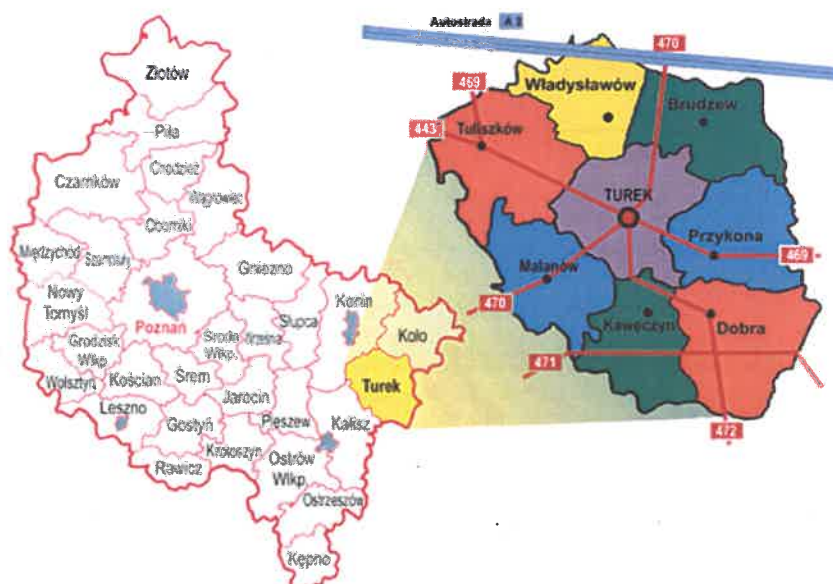 Autostrada A 2
470
469
Władysławów
Brudzew
443
Tuliszków
TUREK
Przykona
469
Malanów
470
Kawęczyn
Dobra
471
472
Złotów
Piła
Czarnków
Chodzież
Wągrowiec
Oborniki
Międzychód
Szamotuły
Gniezno
Nowy
Tomyśl
Poznań
Konin
Słupca
Koło
Środa
Wlkp.
Września
Grodzisk
Wlkp
Wolsztyn
Kościan
Śrem
Jarocin
Turek
Leszno
Gostyń
Pleszew
Kalisz
Krotoszyn
Rawicz
Ostrów
Wlkp.
Ostrzeszów
Kępno